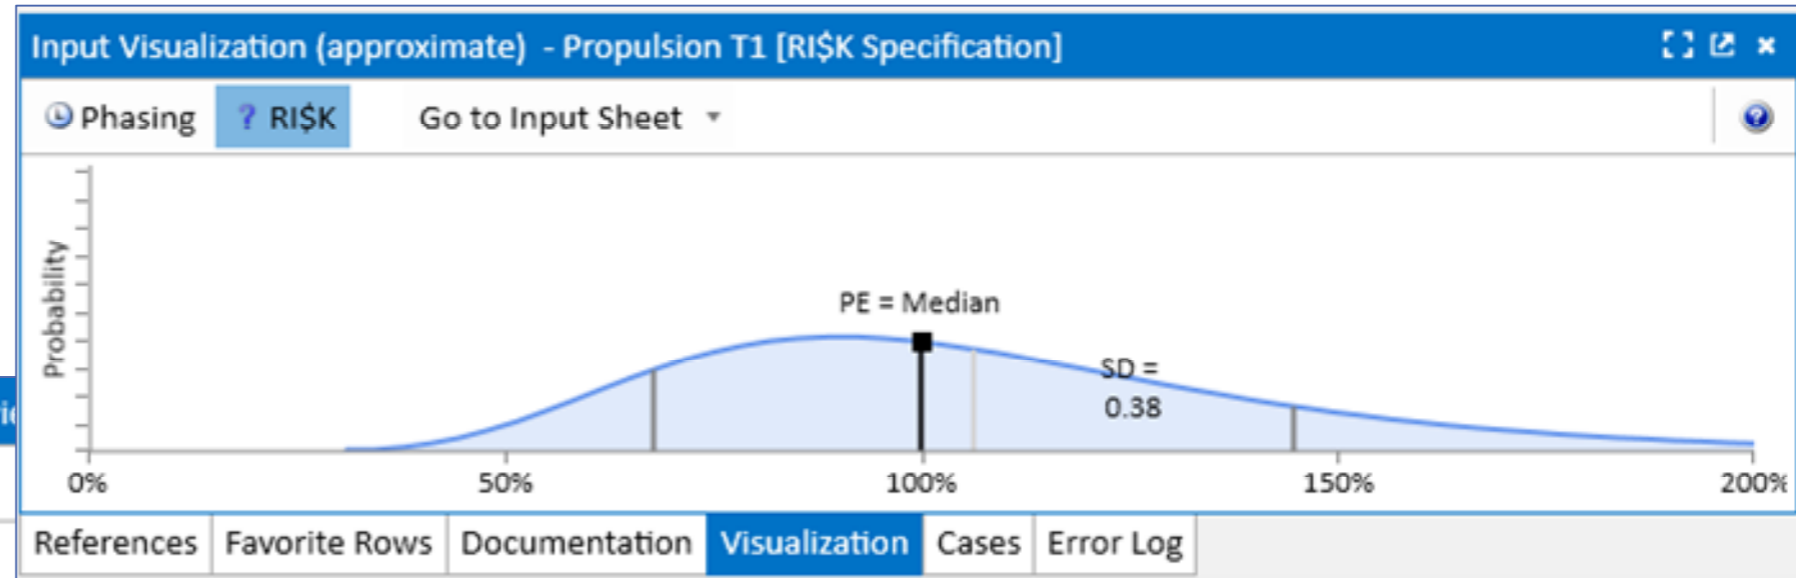 Input Visualization (approximate) - Propulsion T1 [RI$K Specification]
Phasing ? RI$K Go to Input Sheet
Probability
PE = Median
SD =
0.38
0% 50% 100% 150% 200%
References Favorite Rows Documentation Visualization Cases Error Log